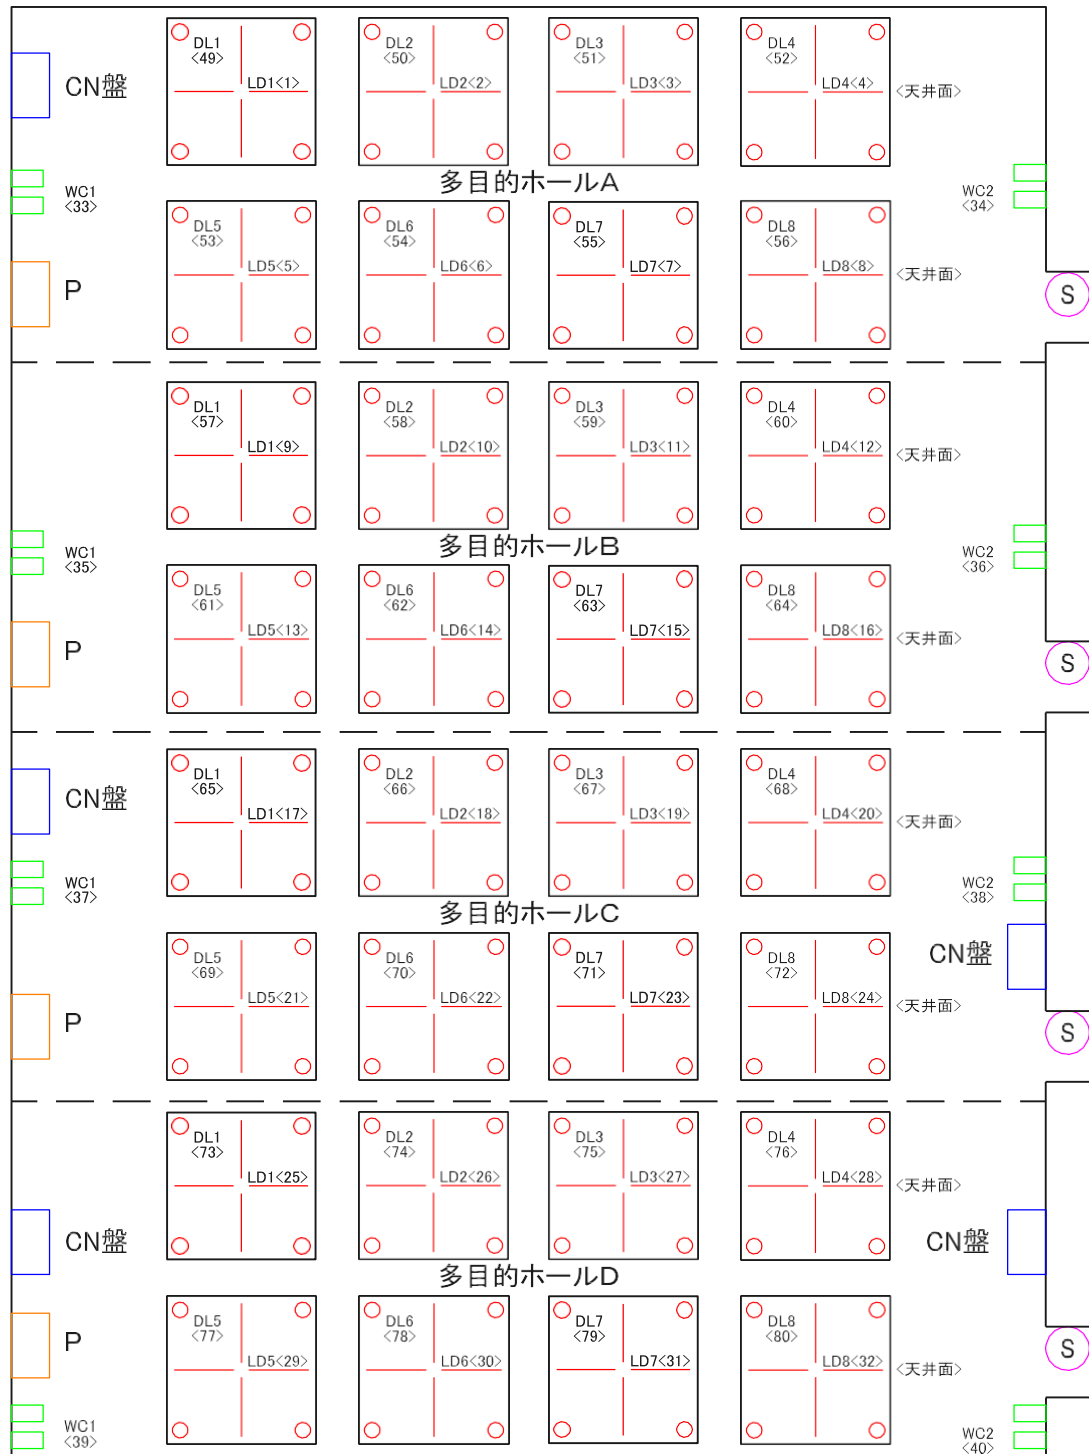 DL1 DL2 DL3 DL4
<49> <50> <51> <52>
CN盤 LD1<1> LD2<2> LD3<3> LD4<4> <天井面>
多目的ホールA
WC1 WC2
<33> <34>
DL5 DL6 DL7 DL8
<53> <54> <55> <56>
LD5<5> LD6<6> LD7<7> LD8<8> <天井面>
P S
DL1 DL2 DL3 DL4
<57> <58> <59> <60>
LD1<9> LD2<10> LD3<11> LD4<12> <天井面>
多目的ホールB
WC1 WC2
<35> <36>
DL5 DL6 DL7 DL8
<61> <62> <63> <64>
LD5<13> LD6<14> LD7<15> LD8<16> <天井面>
P S
DL1 DL2 DL3 DL4
<65> <66> <67> <68>
CN盤 LD1<17> LD2<18> LD3<19> LD4<20> <天井面>
WC1 WC2
<37> <38>
多目的ホールC
CN盤
DL5 DL6 DL7 DL8
<69> <70> <71> <72>
LD5<21> LD6<22> LD7<23> LD8<24> <天井面>
P S
DL1 DL2 DL3 DL4
<73> <74> <75> <76>
LD1<25> LD2<26> LD3<27> LD4<28> <天井面>
CN盤 CN盤
多目的ホールD
DL5 DL6 DL7 DL8
<77> <78> <79> <80>
P S
LD5<29> LD6<30> LD7<31> LD8<32> <天井面>
WC1 WC2
<39> <40>